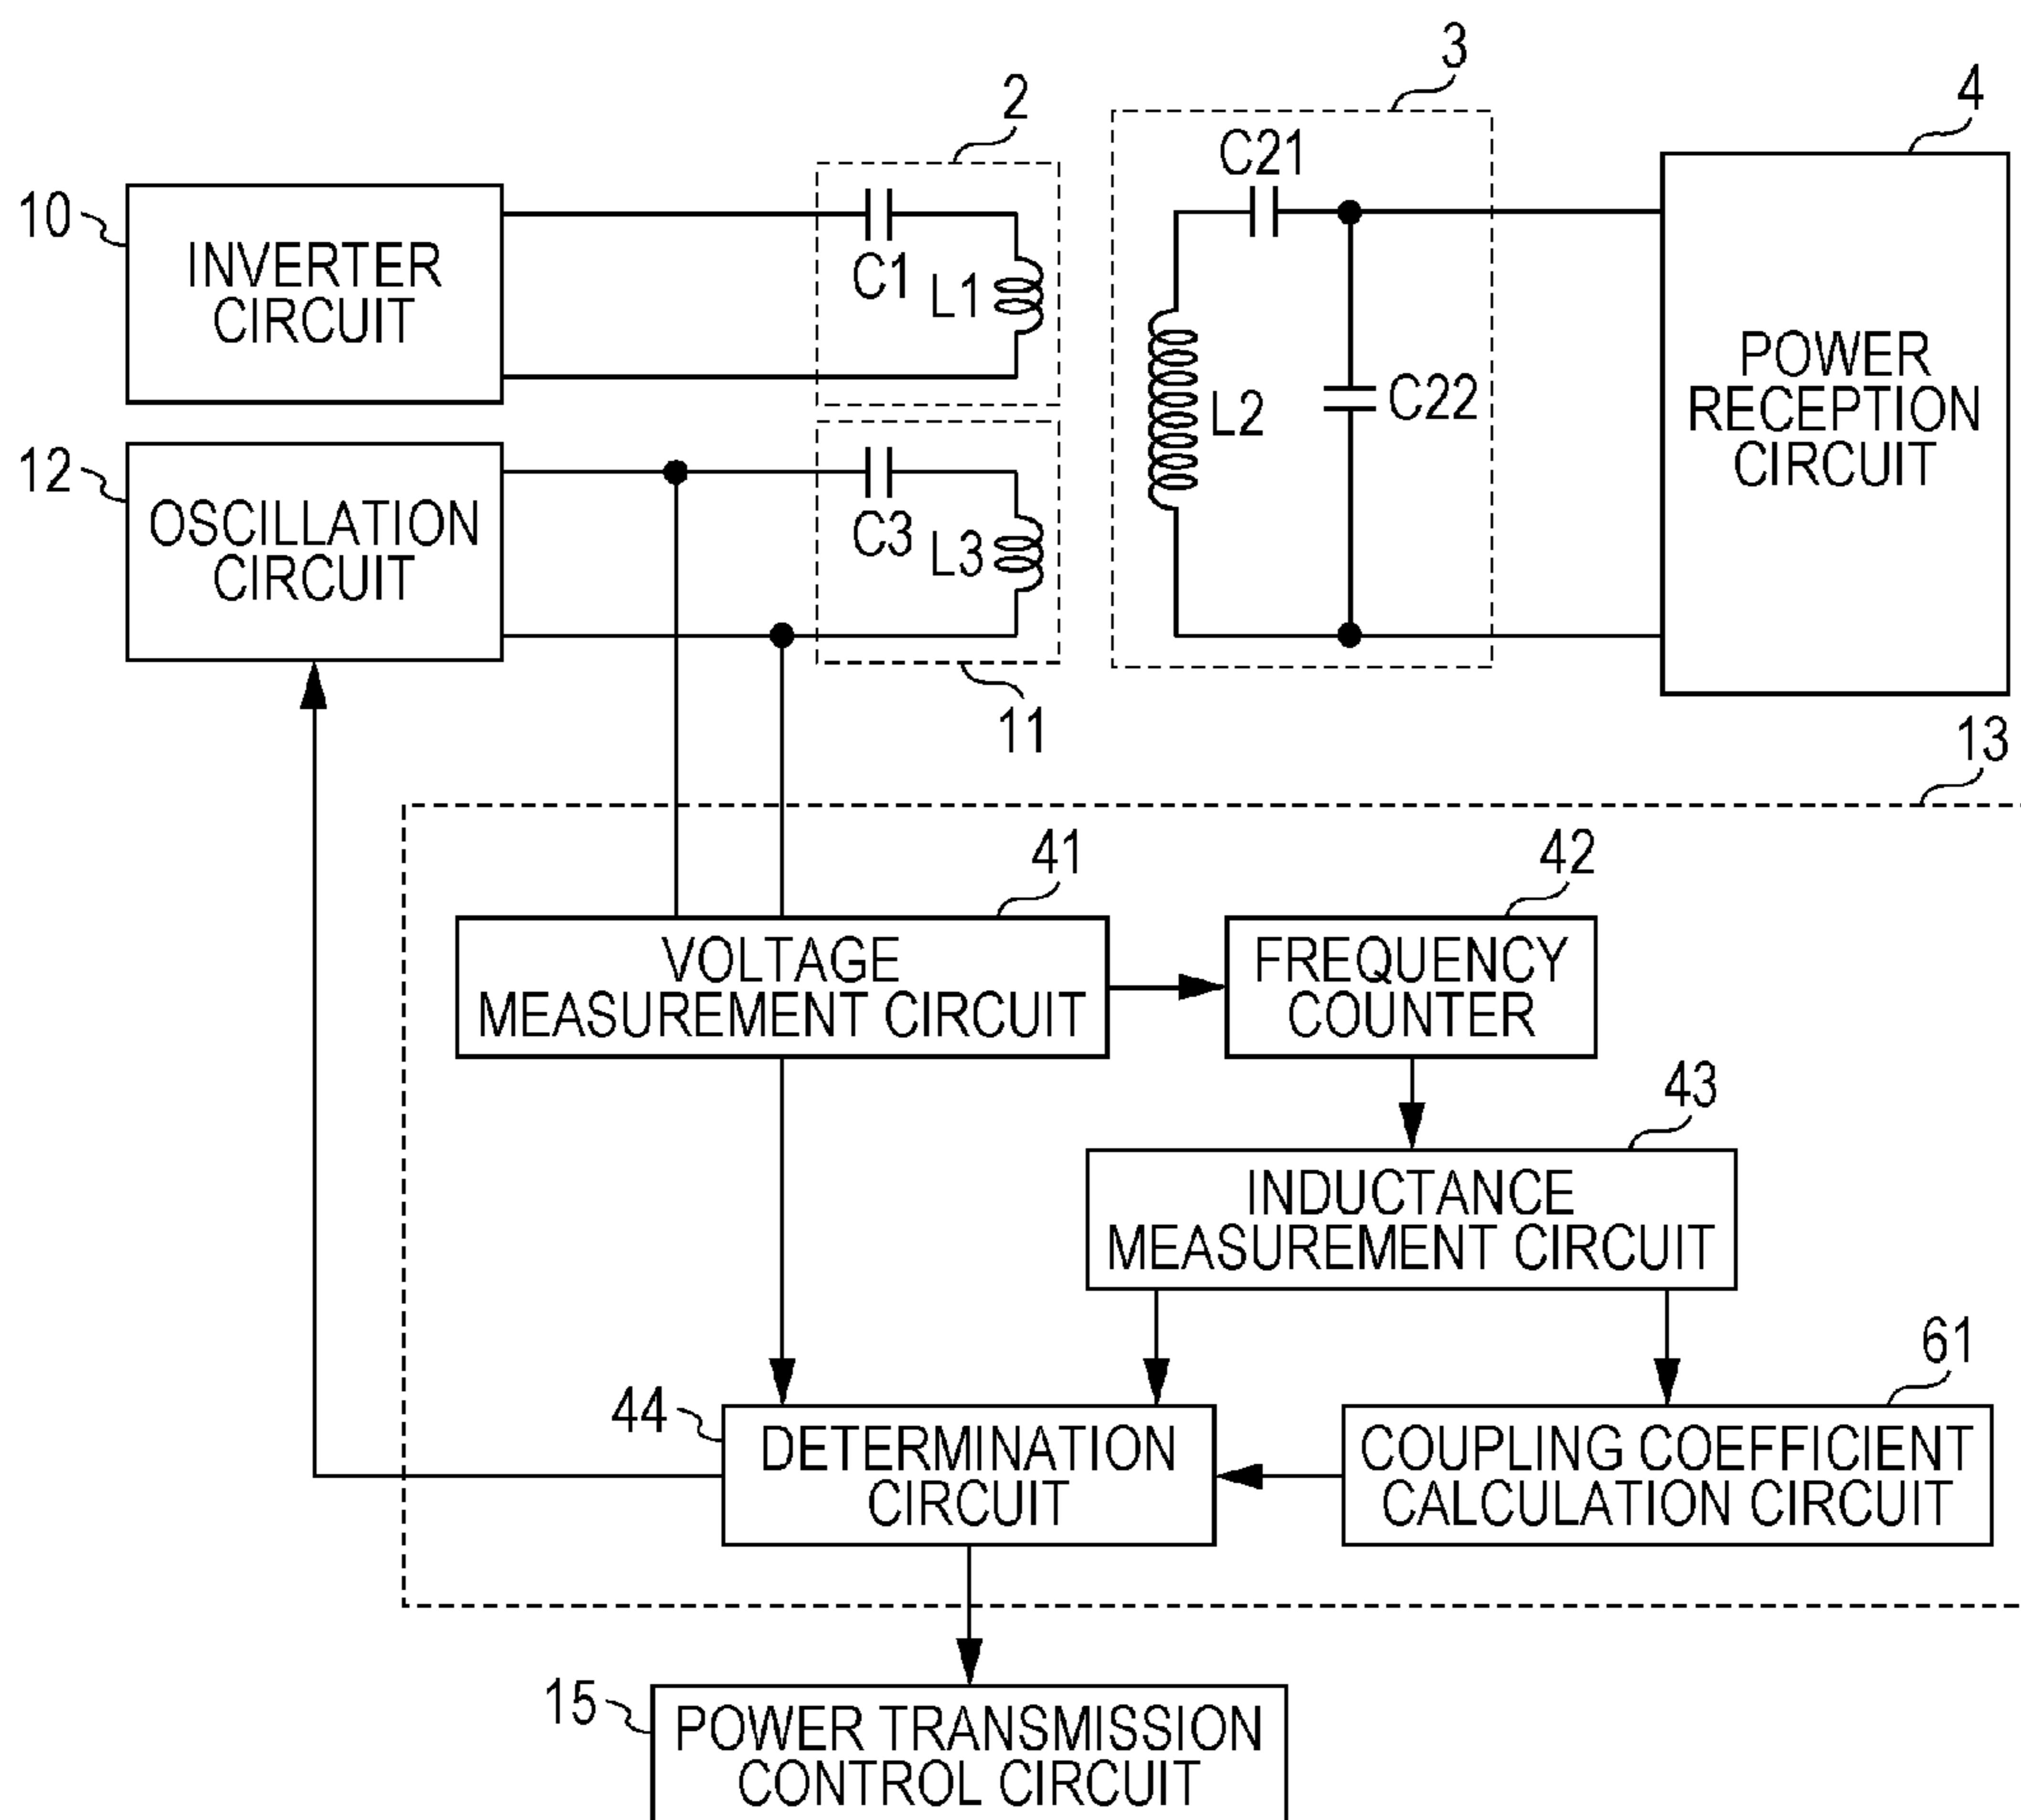 3
2
4
C21
10
INVERTER
CIRCUIT
C1
L1
POWER
RECEPTION
CIRCUIT
L2
C22
12
OSCILLATION
CIRCUIT
C3
L3
11
13
41
42
VOLTAGE
MEASUREMENT CIRCUIT
FREQUENCY
COUNTER
43
INDUCTANCE
MEASUREMENT CIRCUIT
61
44
DETERMINATION
CIRCUIT
COUPLING COEFFICIENT
CALCULATION CIRCUIT
15
POWER TRANSMISSION
CONTROL CIRCUIT